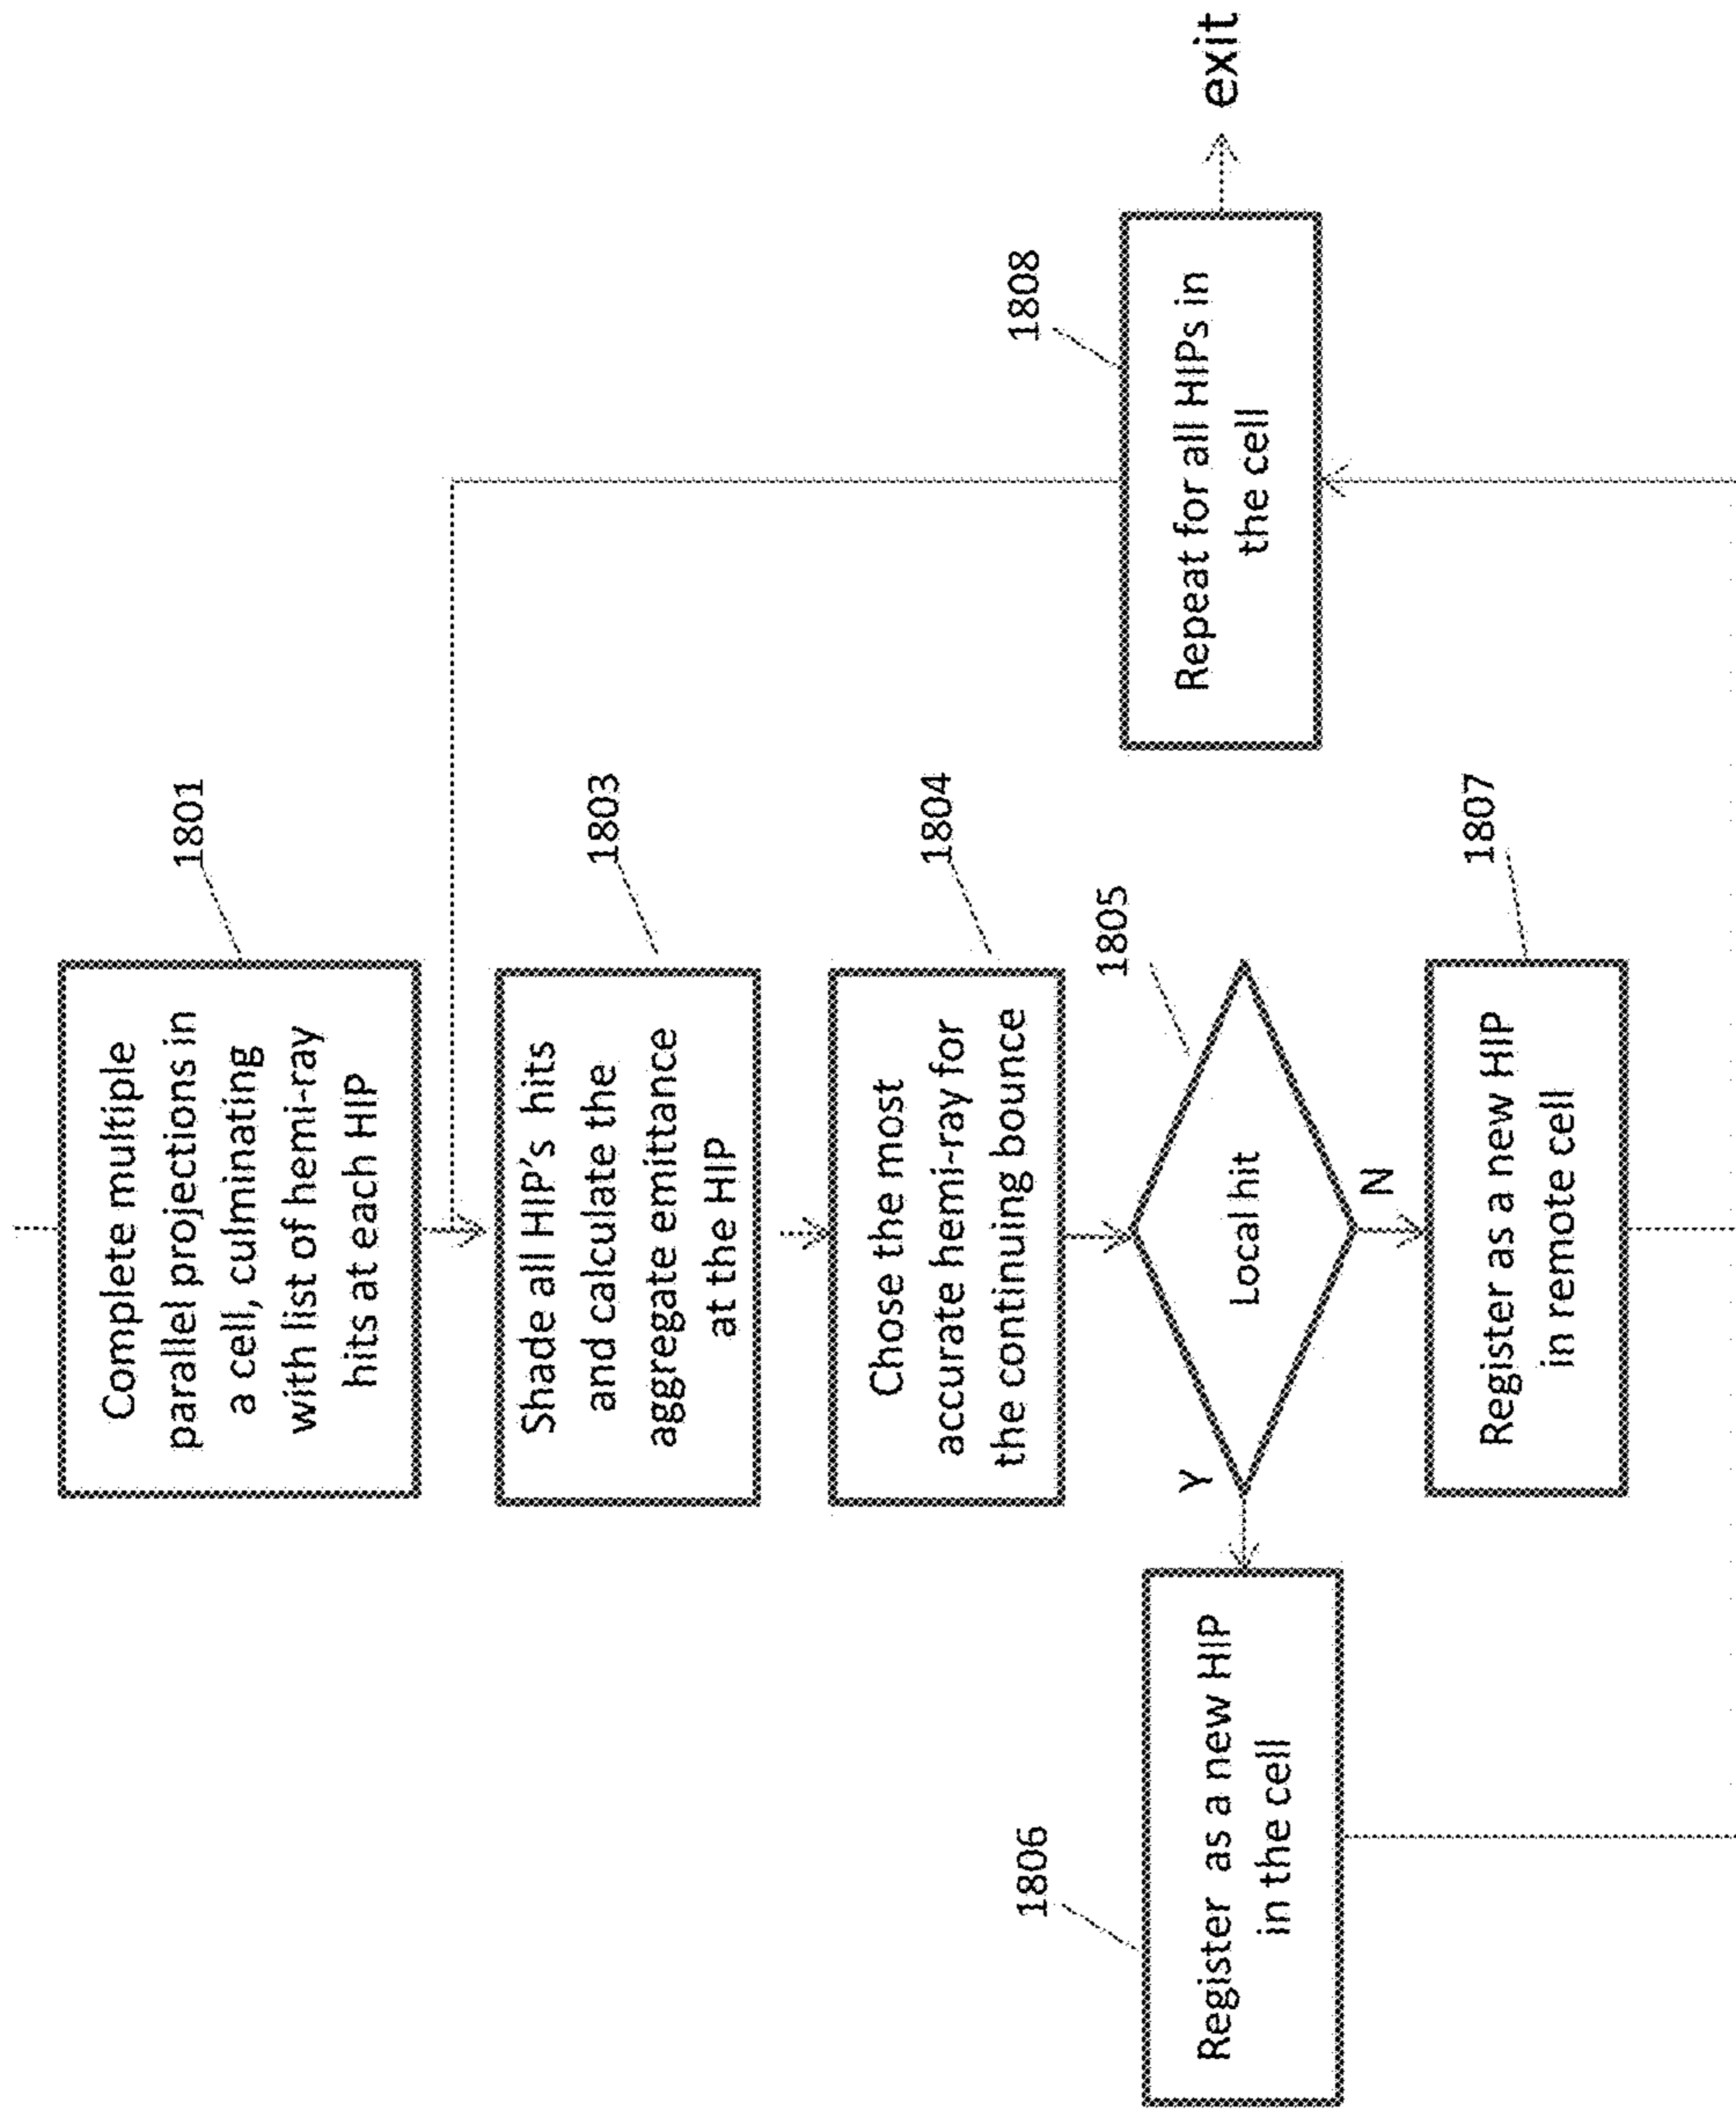 1801
Complete multiple
parallel projections in
a cell, culminating
with list of hemi-ray
hits at each HIP
1803
Shade all HIP's hits
and calculate the
aggregate emittance
at the HIP
1804
Chose the most
accurate hemi-ray for
the continuing bounce
1805
Local hit
Y
N
1806
Register as a new HIP
in the cell
1807
Register as a new HIP
in remote cell
1808
Repeat for all HIPs in
the cell
exit